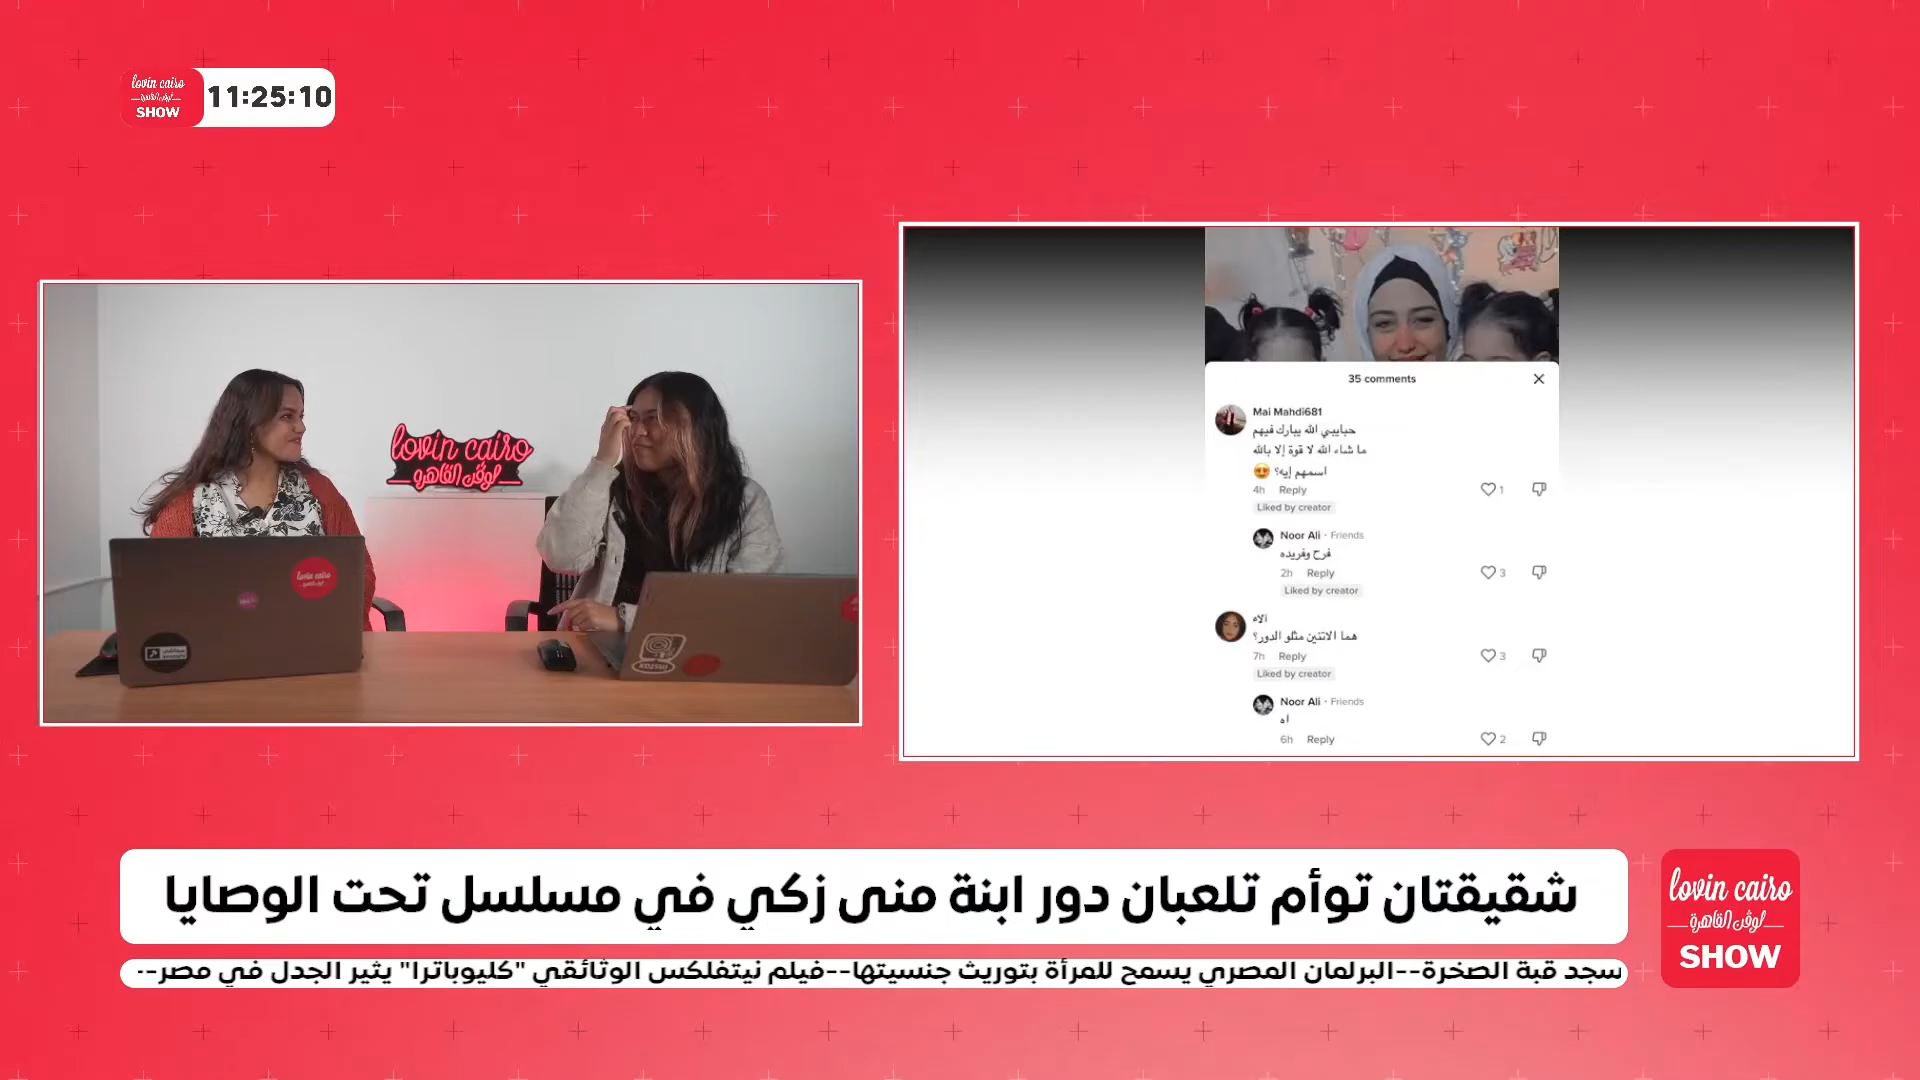 lovin cairo
لوڤن القاهرة
SHOW
11:25:10
lovin cairo
لوڤن القاهرة
35 comments
Mai Mahdi681
حبايبي الله يبارك فيهم
ما شاء الله لا قوة إلا بالله
اسمهم إيه؟ 😍
4h Reply
1
Liked by creator
Noor Ali · Friends
فرح وفريده
2h Reply
3
Liked by creator
الاء
هما الاتنين مثلو الدور؟
7h Reply
3
Liked by creator
Noor Ali · Friends
اه
6h Reply
2
شقيقتان توأم تلعبان دور ابنة منى زكي في مسلسل تحت الوصايا
سجد قبة الصخرة--البرلمان المصري يسمح للمرأة بتوريث جنسيتها--فيلم نيتفلكس الوثائقي "كليوباترا" يثير الجدل في مصر--
lovin cairo
لوڤن القاهرة
SHOW